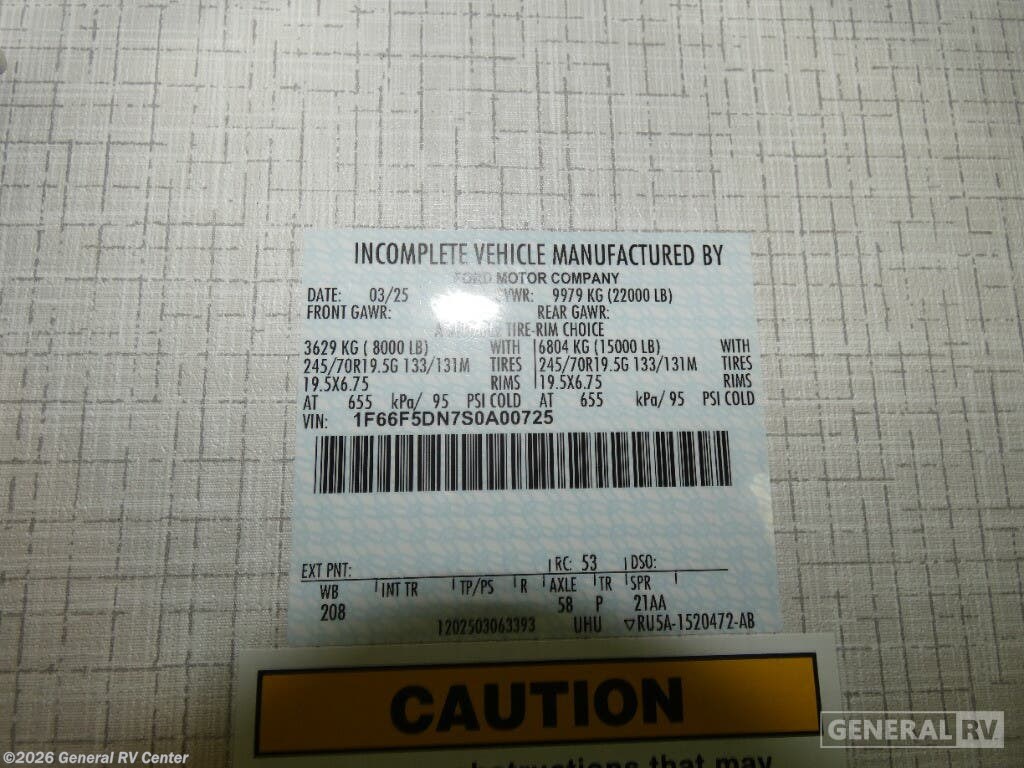 INCOMPLETE VEHICLE MANUFACTURED BY
FORD MOTOR COMPANY
DATE: 03/25 GVWR: 9979 KG (22000 LB)
FRONT GAWR: REAR GAWR:
TIRE-RIM CHOICE
3629 KG ( 8000 LB) WITH 6804 KG (15000 LB) WITH
245/70R19.5G 133/131M TIRES 245/70R19.5G 133/131M TIRES
19.5X6.75 RIMS 19.5X6.75 RIMS
AT 655 kPa/ 95 PSI COLD AT 655 kPa/ 95 PSI COLD
VIN: 1F66F5DN7S0A00725
EXT PNT: RC: 53 DSO:
WB INT TR TP/PS R AXLE TR SPR
208 58 P 21AA
1202503063393 UHU ▽RU5A-1520472-AB
CAUTION
that may
GENERAL RV
©2026 General RV Center